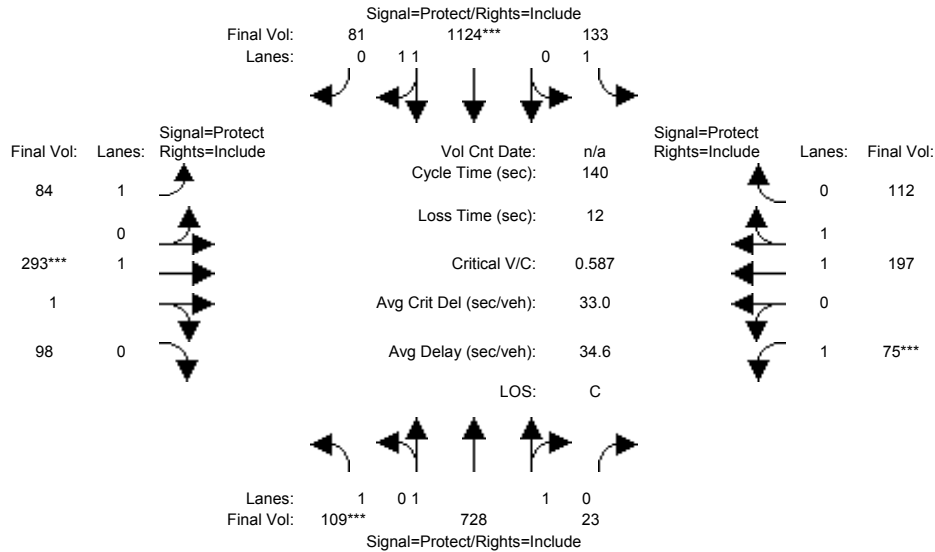 Signal=Protect/Rights=Include
Final Vol: 81 1124*** 133
Lanes: 0 1 1 0 1
Signal=Protect Signal=Protect
Final Vol: Lanes: Rights=Include Vol Cnt Date: n/a Rights=Include Lanes: Final Vol:
Cycle Time (sec): 140
84 1 0 112
Loss Time (sec): 12
0 1
293*** 1 Critical V/C: 0.587 1 197
1 Avg Crit Del (sec/veh): 33.0 0
98 0 Avg Delay (sec/veh): 34.6 1 75***
LOS: C
Lanes: 1 0 1 1 0
Final Vol: 109*** 728 23
Signal=Protect/Rights=Include